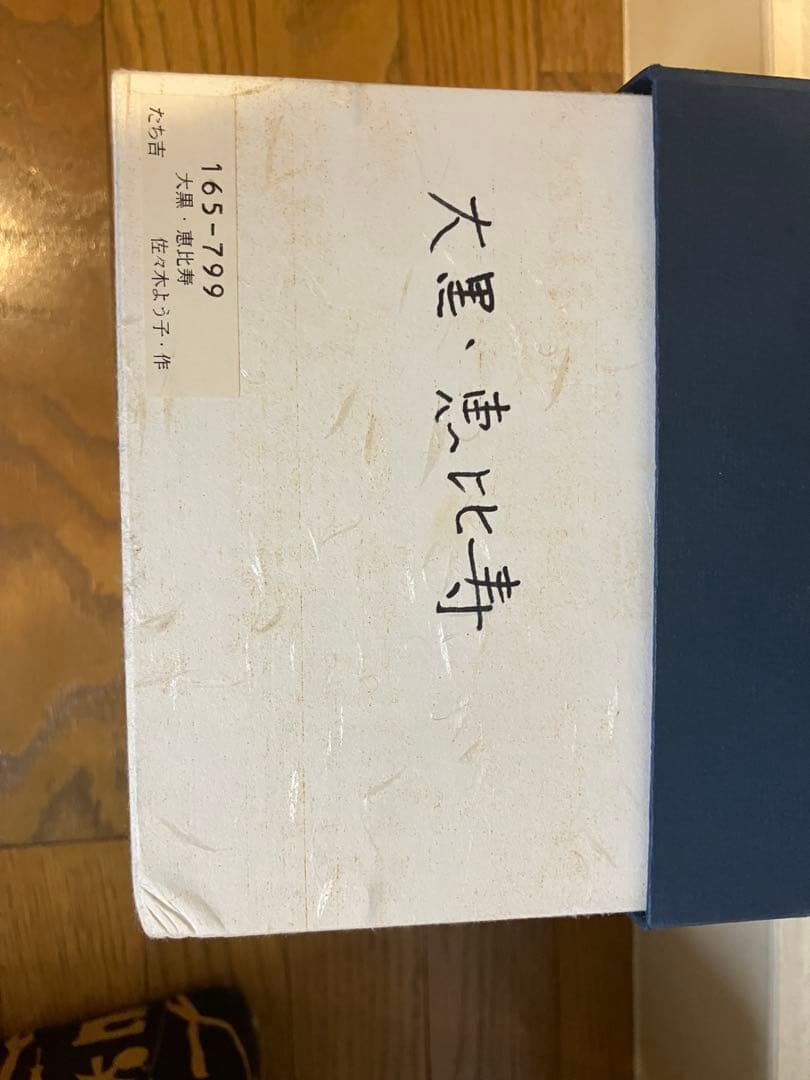 165-799
大黒・恵比寿
佐々木よう子・作
たち吉
大黒、恵比寿